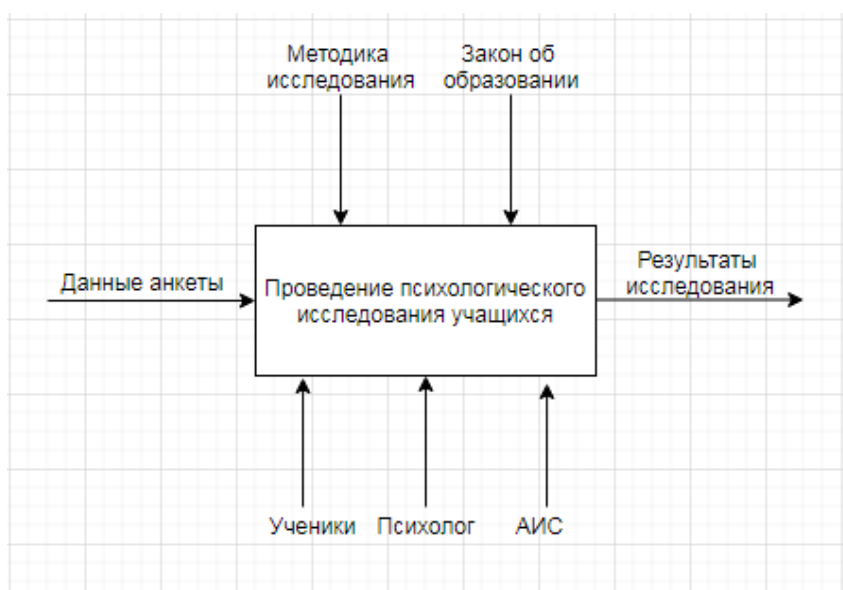 Методика
исследования
Закон об
образовании
Данные анкеты
Проведение психологического
исследования учащихся
Результаты
исследования
Ученики
Психолог
АИС